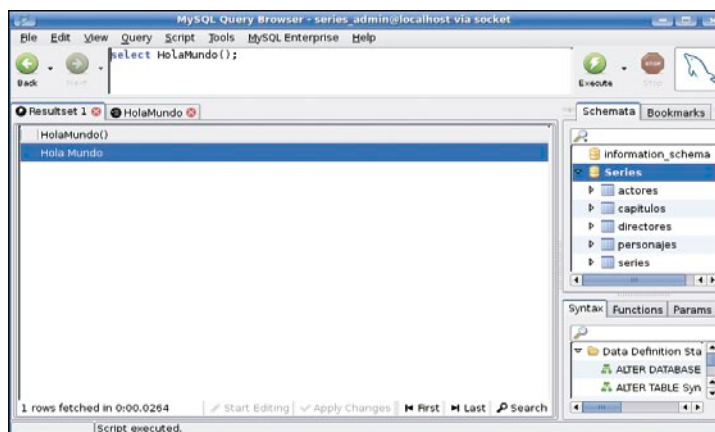 MySQL Query Browser - series_admin@localhost via socket
File Edit View Query Script Tools MySQL Enterprise Help
select HolaMundo();
Back Next Execute Stop
Resultset 1 HolaMundo Schemata Bookmarks
HolaMundo()
Hola Mundo
information_schema
Series
actores
capitulos
directores
personajes
series
Syntax Functions Params
Data Definition Sta
ALTER DATABASE
ALTER TABLE Syn
1 rows fetched in 0:00.0264 Start Editing Apply Changes First Last Search
Script executed.